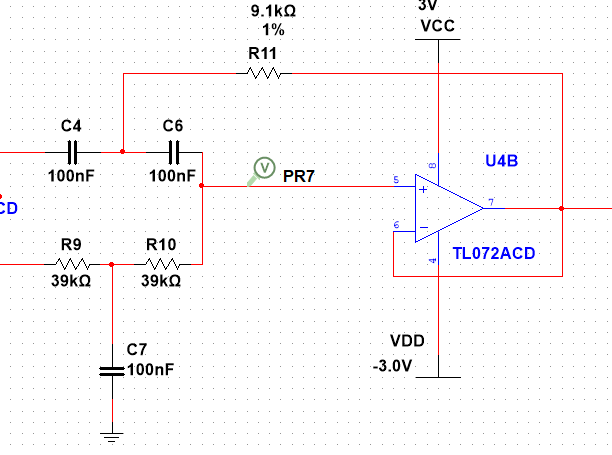 3V
9.1kΩ
1%
VCC
R11
C4
C6
100nF
100nF
V
PR7
8
U4B
5
+
7
CD
6
−
R9
R10
39kΩ
39kΩ
4
TL072ACD
VDD
-3.0V
C7
100nF